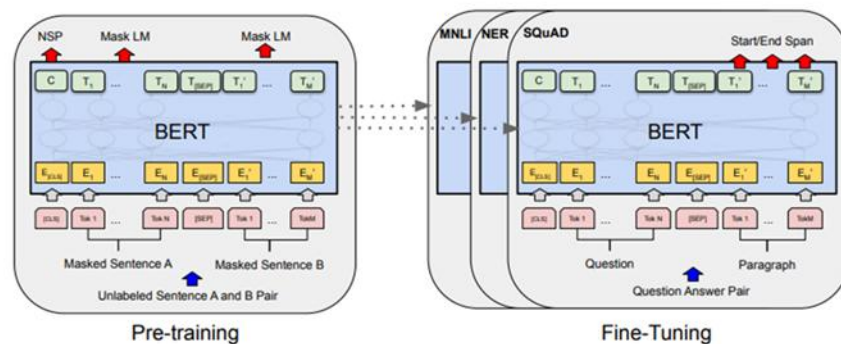 NSP Mask LM Mask LM
C T1 ... TN T[SEP] T1' ... TM'
BERT
E[CLS] E1 ... EN E[SEP] E1' ... EM'
[CLS] Tok 1 ... Tok N [SEP] Tok 1 ... TokM
Masked Sentence A Masked Sentence B
Unlabeled Sentence A and B Pair
Pre-training
MNLI NER SQuAD
Start/End Span
C T1 ... TN T[SEP] T1' ... TM'
BERT
E[CLS] E1 ... EN E[SEP] E1' ... EM'
[CLS] Tok 1 ... Tok N [SEP] Tok 1 ... TokM
Question Paragraph
Question Answer Pair
Fine-Tuning